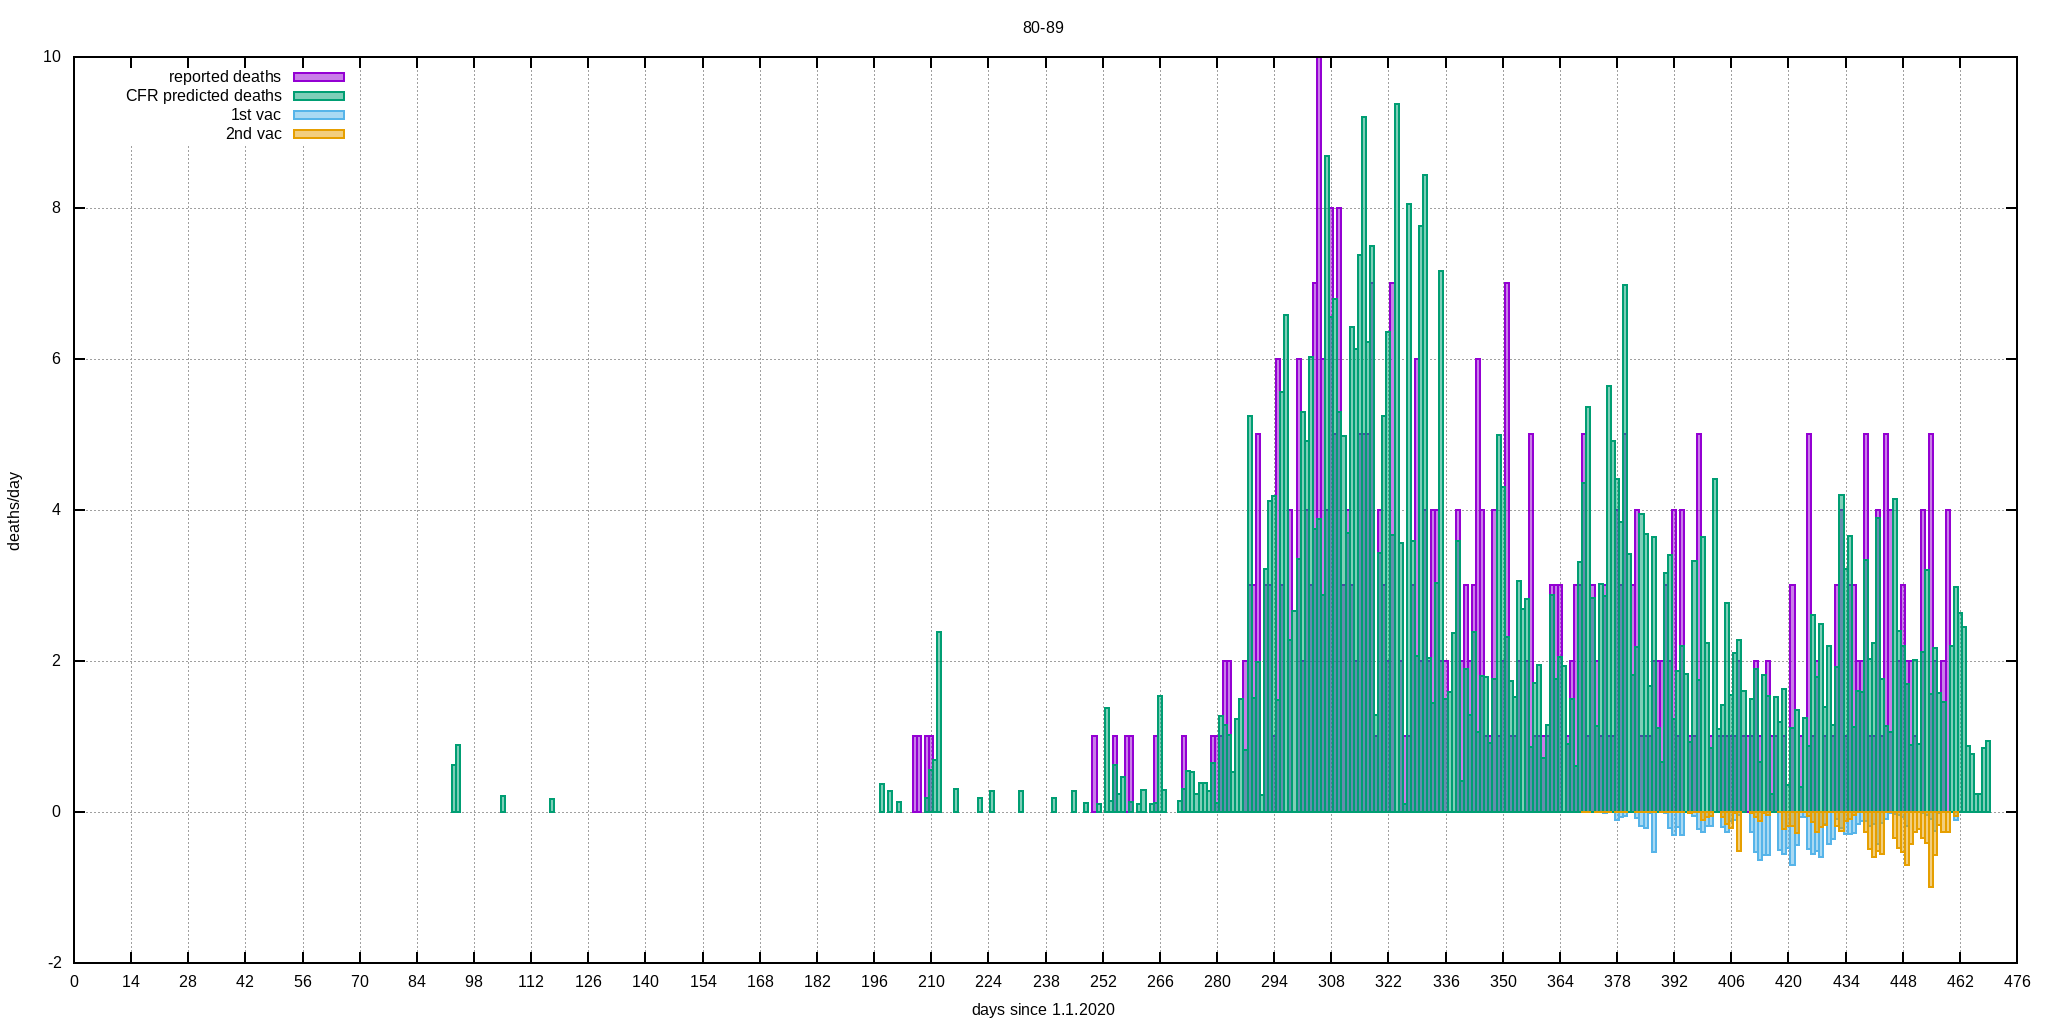 80-89
10
reported deaths
CFR predicted deaths
1st vac
2nd vac
8
6
4
2
0
-2
deaths/day
0 14 28 42 56 70 84 98 112 126 140 154 168 182 196 210 224 238 252 266 280 294 308 322 336 350 364 378 392 406 420 434 448 462 476
days since 1.1.2020